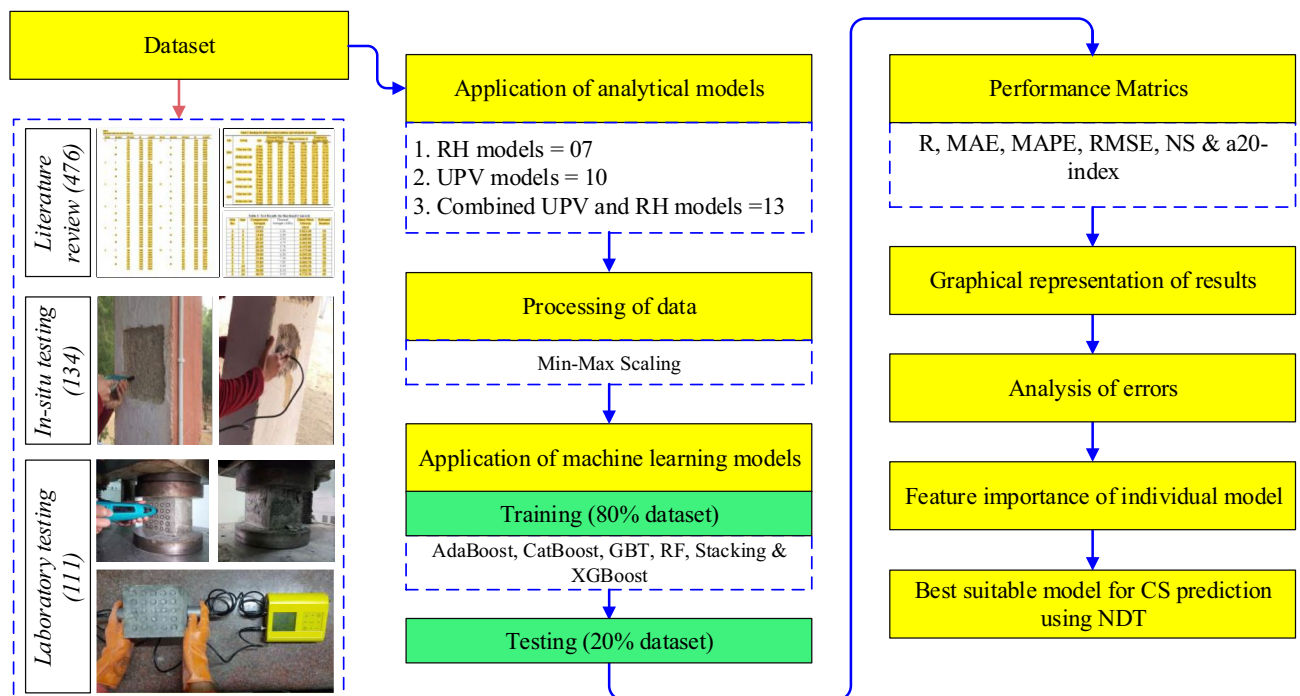 Dataset
Literature
review (476)
In-situ testing
(134)
Laboratory testing
(111)
Application of analytical models
1. RH models = 07
2. UPV models = 10
3. Combined UPV and RH models =13
Processing of data
Min-Max Scaling
Application of machine learning models
Training (80% dataset)
AdaBoost, CatBoost, GBT, RF, Stacking &
XGBoost
Testing (20% dataset)
Performance Matrics
R, MAE, MAPE, RMSE, NS & a20-
index
Graphical representation of results
Analysis of errors
Feature importance of individual model
Best suitable model for CS prediction
using NDT